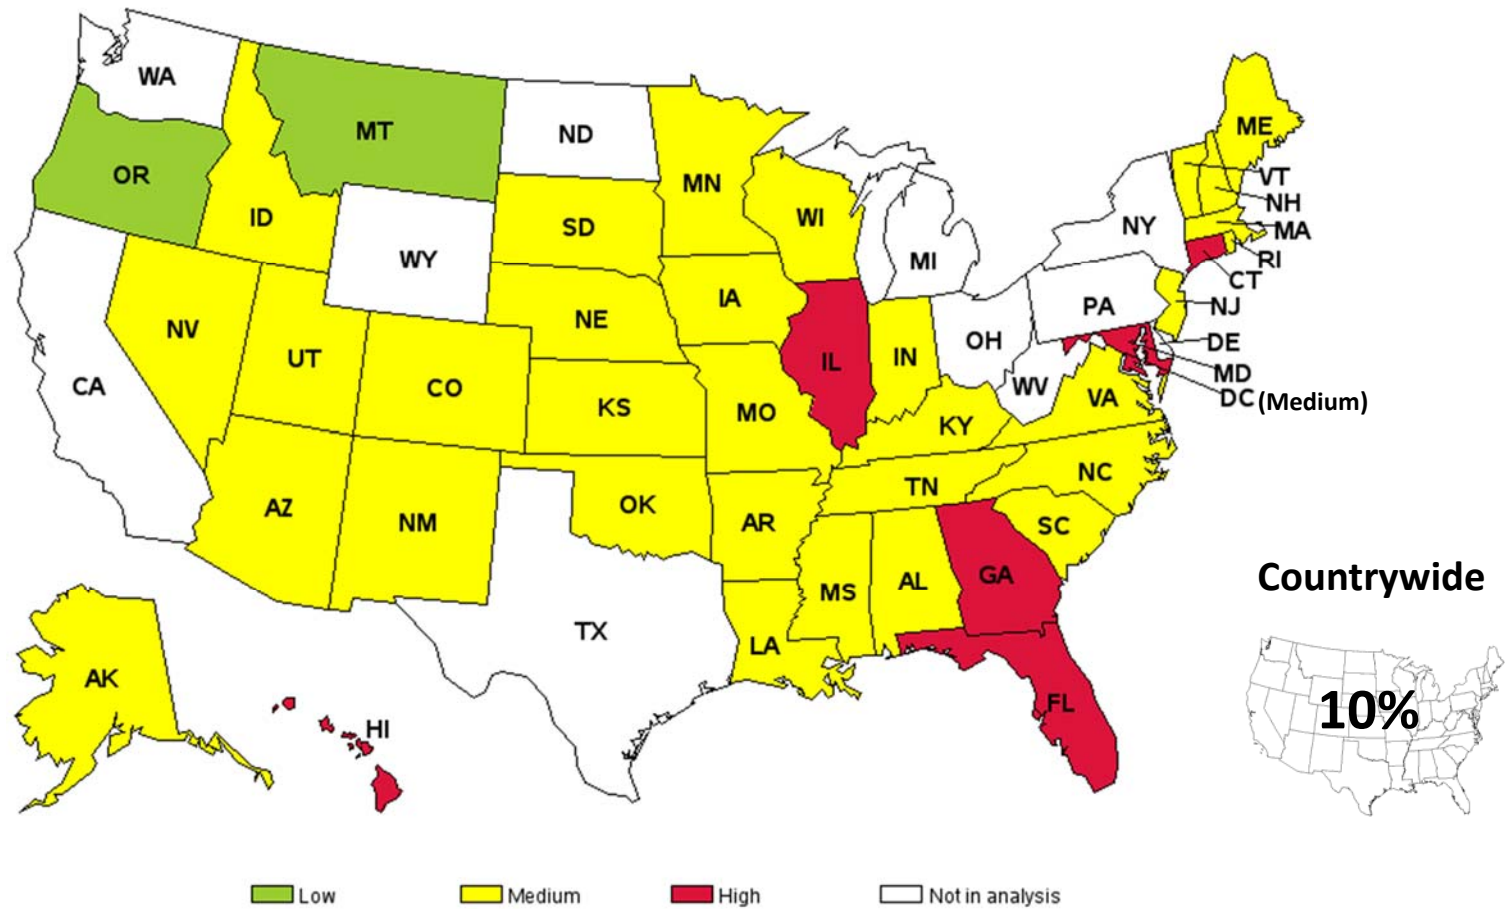 WA
MT
ND
OR
MN
ID
SD
WI
WY
MI
NY
ME
VT
NH
MA
RI
CT
NJ
PA
IA
NE
NV
UT
CO
CA
KS
MO
IL
IN
OH
WV
KY
VA
DE
MD
DC (Medium)
AZ
NM
OK
AR
TN
NC
SC
MS
AL
GA
TX
LA
FL
AK
HI
Countrywide
10%
Low
Medium
High
Not in analysis